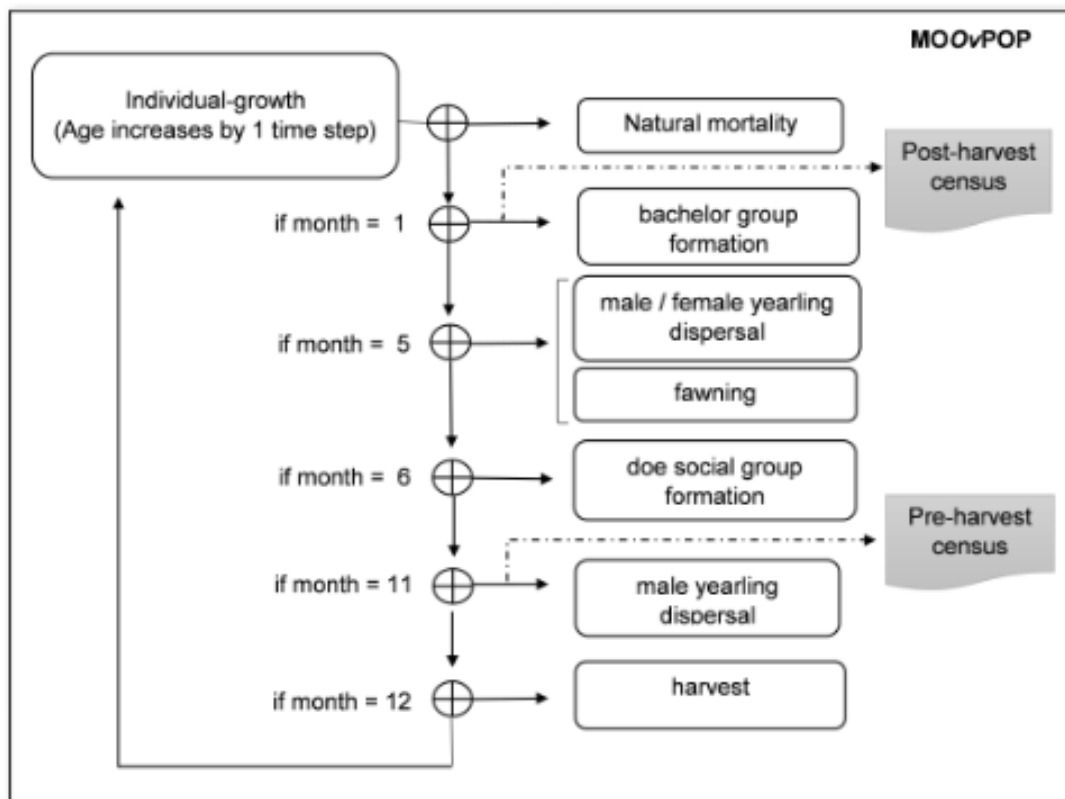 MOOvPOP
Individual-growth
(Age increases by 1 time step)
Natural mortality
Post-harvest
census
if month = 1
bachelor group
formation
male / female yearling
dispersal
if month = 5
fawning
if month = 6
doe social group
formation
Pre-harvest
census
if month = 11
male yearling
dispersal
if month = 12
harvest